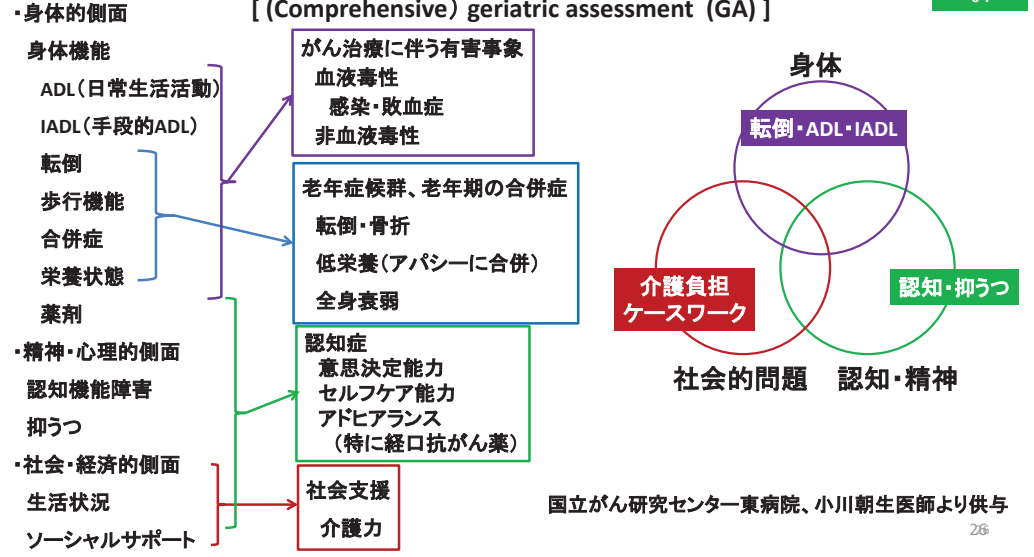 [ (Comprehensive) geriatric assessment (GA) ]
・身体的側面
身体機能
ADL(日常生活活動)
IADL(手段的ADL)
転倒
歩行機能
合併症
栄養状態
薬剤
・精神・心理的側面
認知機能障害
抑うつ
・社会・経済的側面
生活状況
ソーシャルサポート
がん治療に伴う有害事象
血液毒性
感染・敗血症
非血液毒性
老年症候群、老年期の合併症
転倒・骨折
低栄養(アパシーに合併)
全身衰弱
認知症
意思決定能力
セルフケア能力
アドヒアランス
(特に経口抗がん薬)
社会支援
介護力
身体
転倒・ADL・IADL
介護負担
ケースワーク
認知・抑うつ
社会的問題 認知・精神
国立がん研究センター東病院、小川朝生医師より供与